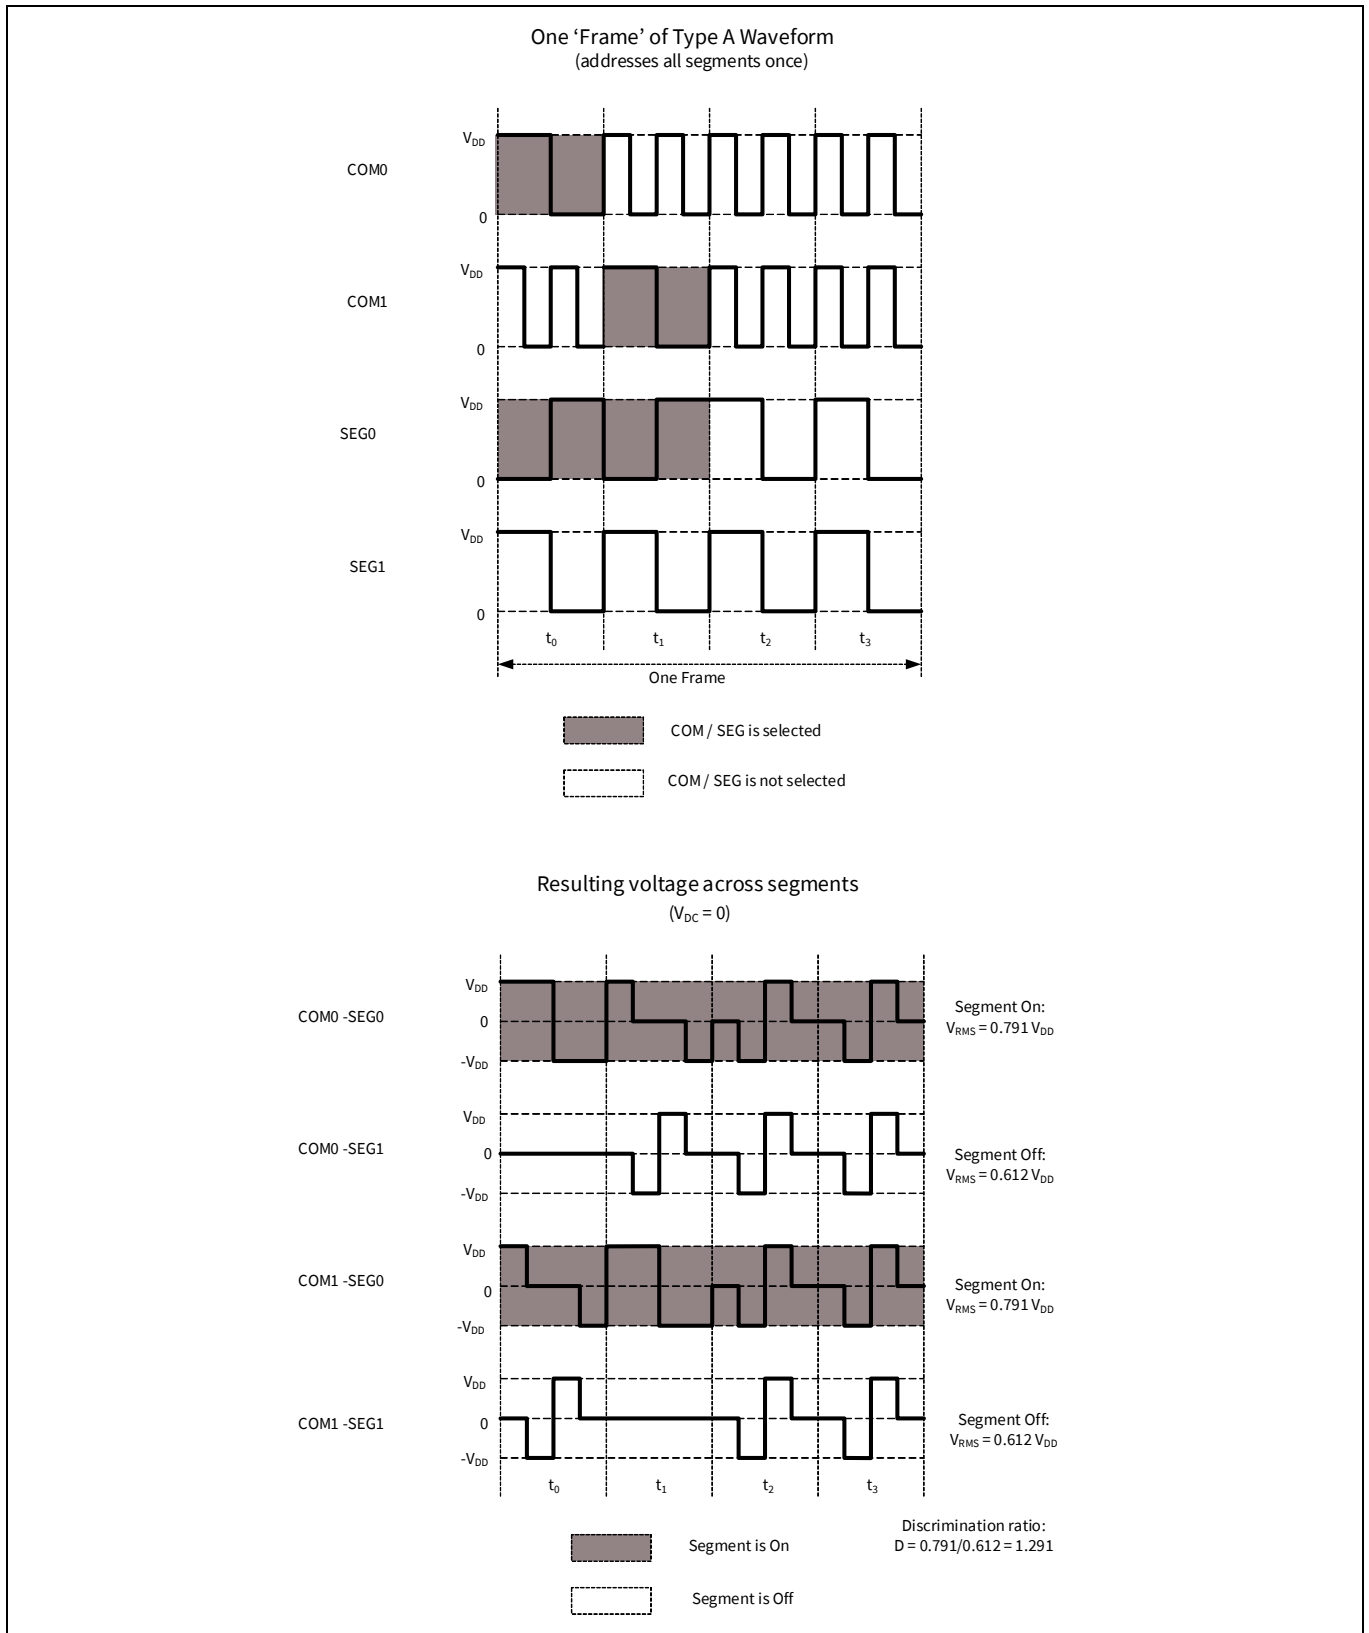 One ‘Frame’ of Type A Waveform
(addresses all segments once)
VDD
COM0
0
VDD
COM1
0
VDD
SEG0
0
VDD
SEG1
0
t0 t1 t2 t3
One Frame
COM / SEG is selected
COM / SEG is not selected
Resulting voltage across segments
(VDC = 0)
VDD
COM0 -SEG0
0
-VDD
Segment On:
VRMS = 0.791 VDD
VDD
COM0 -SEG1
0
-VDD
Segment Off:
VRMS = 0.612 VDD
VDD
COM1 -SEG0
0
-VDD
Segment On:
VRMS = 0.791 VDD
VDD
COM1 -SEG1
0
-VDD
Segment Off:
VRMS = 0.612 VDD
t0 t1 t2 t3
Segment is On
Segment is Off
Discrimination ratio:
D = 0.791/0.612 = 1.291